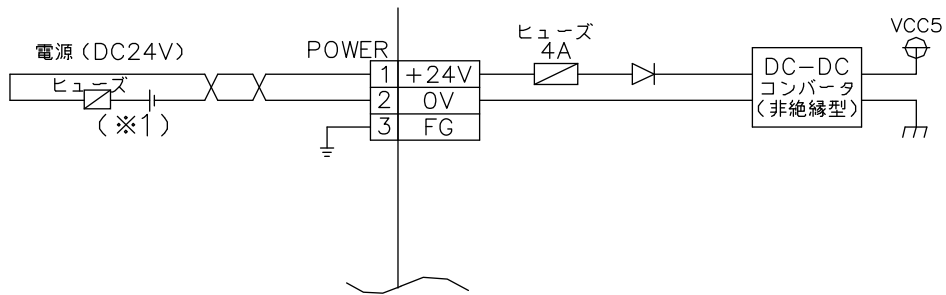 電源（DC24V）
ヒューズ
（※1）
POWER
1 +24V
2 0V
3 FG
ヒューズ
4A
DC-DC
コンバータ
（非絶縁型）
VCC5